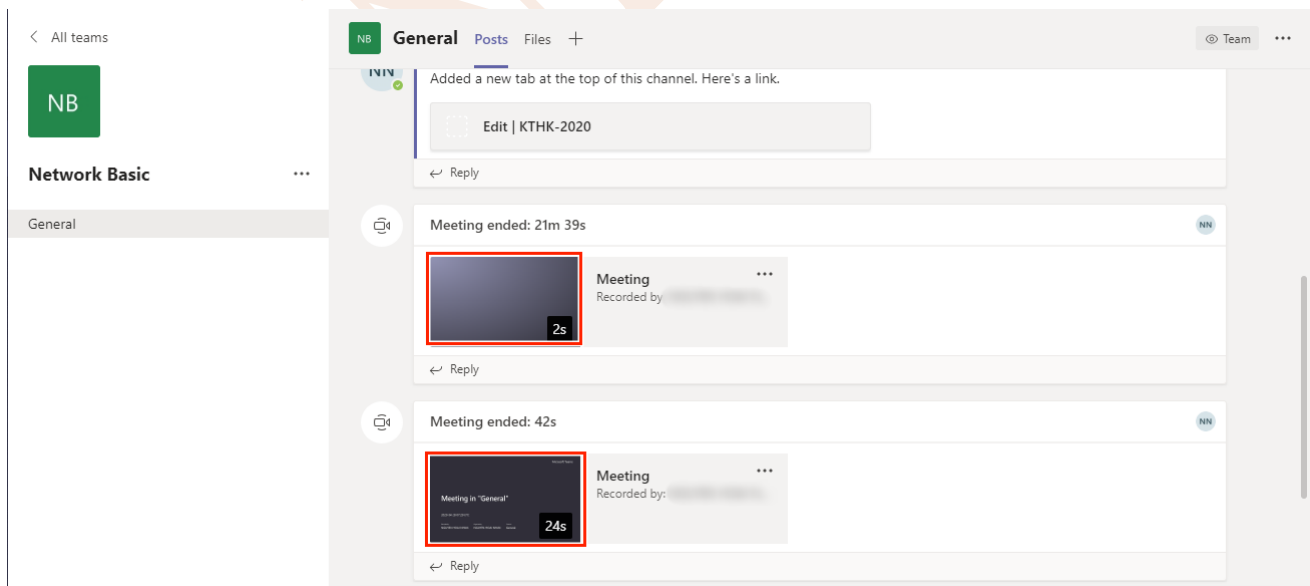 All teams
NB
Network Basic
General
NB General Posts Files
Team
NN
Added a new tab at the top of this channel. Here's a link.
Edit | KTHK-2020
Reply
Meeting ended: 21m 39s
NN
2s
Meeting
Recorded by
Reply
Meeting ended: 42s
NN
Meeting in "General"
24s
Meeting
Recorded by:
Reply